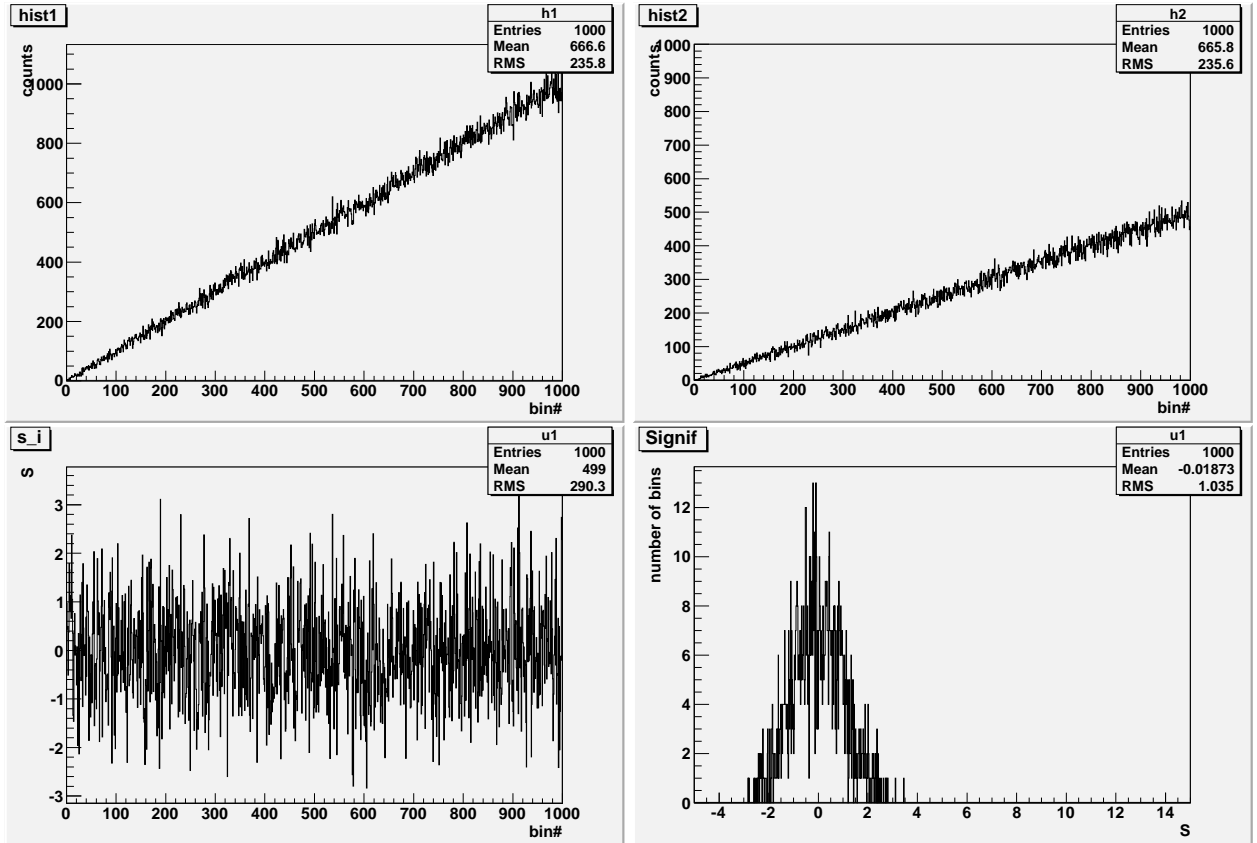 hist1
h1
Entries 1000
Mean 666.6
RMS 235.8
counts
1000
800
600
400
200
0
0 100 200 300 400 500 600 700 800 900 1000
bin#
hist2
h2
Entries 1000
Mean 665.8
RMS 235.6
counts
1000
900
800
700
600
500
400
300
200
100
0
0 100 200 300 400 500 600 700 800 900 1000
bin#
s_i
u1
Entries 1000
Mean 499
RMS 290.3
S
3
2
1
0
-1
-2
-3
0 100 200 300 400 500 600 700 800 900 1000
bin#
Signif
u1
Entries 1000
Mean -0.01873
RMS 1.035
number of bins
12
10
8
6
4
2
0
-4 -2 0 2 4 6 8 10 12 14
S